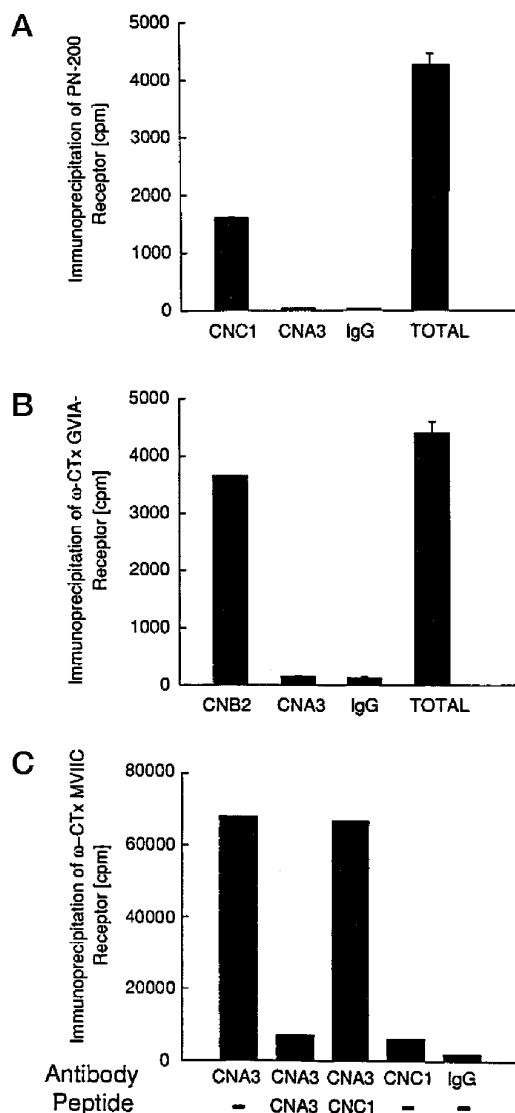 A
Immunoprecipitation of PN-200
Receptor [cpm]
5000
4000
3000
2000
1000
0
CNC1 CNA3 IgG TOTAL
B
Immunoprecipitation of ω-CTx GVIA-
Receptor [cpm]
5000
4000
3000
2000
1000
0
CNB2 CNA3 IgG TOTAL
C
Immunoprecipitation of ω-CTx MVIIC
Receptor [cpm]
80000
60000
40000
20000
0
Antibody CNA3 CNA3 CNA3 CNC1 IgG
Peptide - CNA3 CNC1 - -